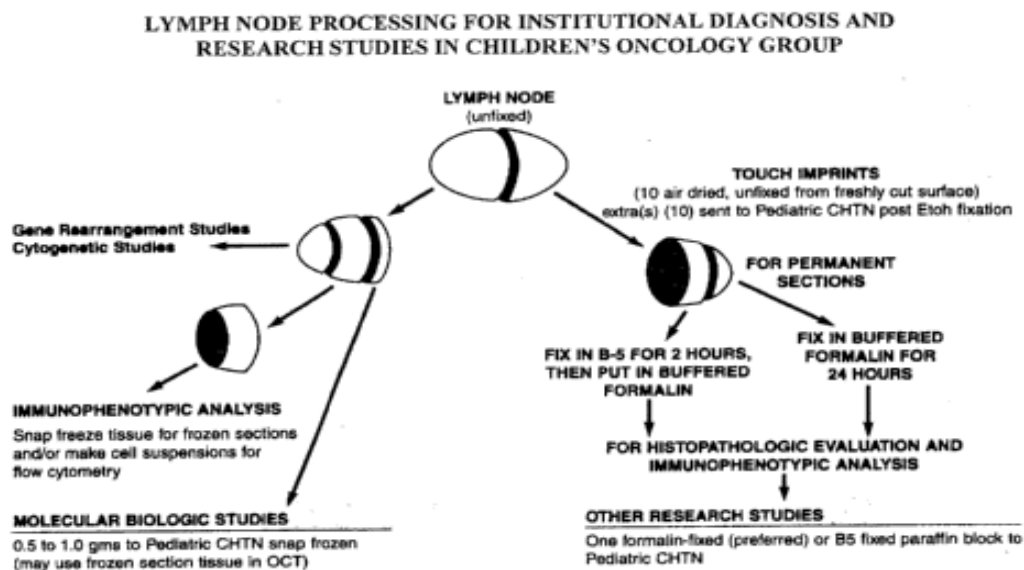 LYMPH NODE PROCESSING FOR INSTITUTIONAL DIAGNOSIS AND
RESEARCH STUDIES IN CHILDREN'S ONCOLOGY GROUP
LYMPH NODE
(unfixed)
TOUCH IMPRINTS
(10 air dried, unfixed from freshly cut surface)
extra(s) (10) sent to Pediatric CHTN post Etoh fixation
Gene Rearrangement Studies
Cytogenetic Studies
FOR PERMANENT
SECTIONS
FIX IN B-5 FOR 2 HOURS,
THEN PUT IN BUFFERED
FORMALIN
FIX IN BUFFERED
FORMALIN FOR
24 HOURS
IMMUNOPHENOTYPIC ANALYSIS
Snap freeze tissue for frozen sections
and/or make cell suspensions for
flow cytometry
FOR HISTOPATHOLOGIC EVALUATION AND
IMMUNOPHENOTYPIC ANALYSIS
MOLECULAR BIOLOGIC STUDIES
0.5 to 1.0 gms to Pediatric CHTN snap frozen
(may use frozen section tissue in OCT)
OTHER RESEARCH STUDIES
One formalin-fixed (preferred) or B5 fixed paraffin block to
Pediatric CHTN